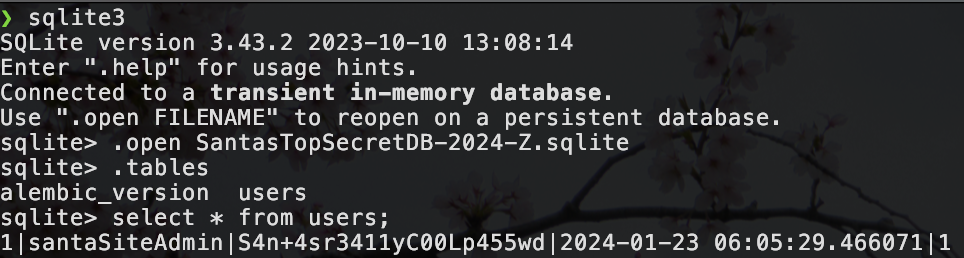 ❯ sqlite3
SQLite version 3.43.2 2023-10-10 13:08:14
Enter ".help" for usage hints.
Connected to a transient in-memory database.
Use ".open FILENAME" to reopen on a persistent database.
sqlite> .open SantasTopSecretDB-2024-Z.sqlite
sqlite> .tables
alembic_version  users
sqlite> select * from users;
1|santaSiteAdmin|S4n+4sr3411yC00Lp455wd|2024-01-23 06:05:29.466071|1